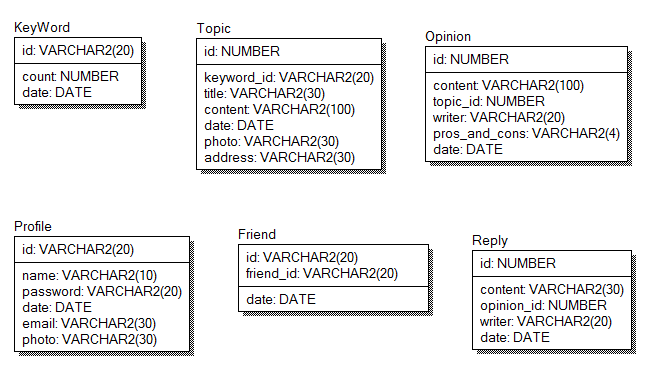 KeyWord
id: VARCHAR2(20)
count: NUMBER
date: DATE
Topic
id: NUMBER
keyword_id: VARCHAR2(20)
title: VARCHAR2(30)
content: VARCHAR2(100)
date: DATE
photo: VARCHAR2(30)
address: VARCHAR2(30)
Opinion
id: NUMBER
content: VARCHAR2(100)
topic_id: NUMBER
writer: VARCHAR2(20)
pros_and_cons: VARCHAR2(4)
date: DATE
Profile
id: VARCHAR2(20)
name: VARCHAR2(10)
password: VARCHAR2(20)
date: DATE
email: VARCHAR2(30)
photo: VARCHAR2(30)
Friend
id: VARCHAR2(20)
friend_id: VARCHAR2(20)
date: DATE
Reply
id: NUMBER
content: VARCHAR2(30)
opinion_id: NUMBER
writer: VARCHAR2(20)
date: DATE